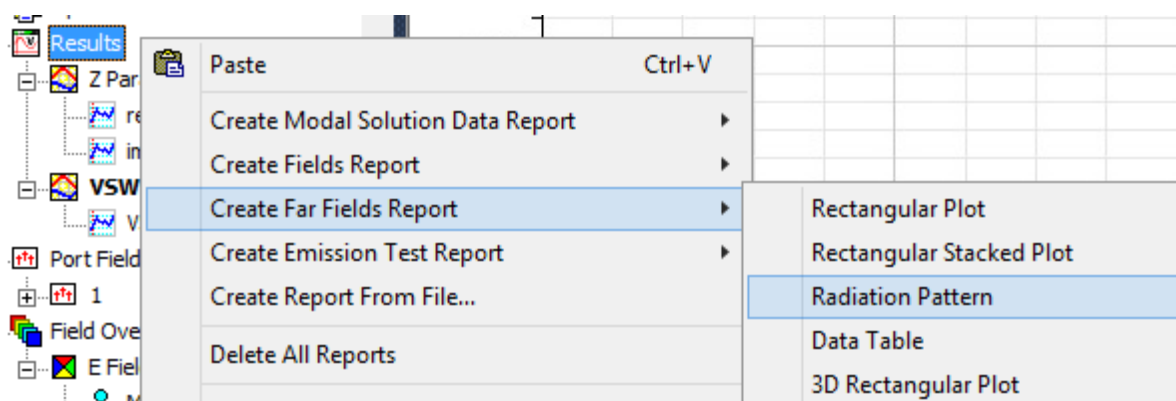 Results
Paste Ctrl+V
Z Par
re
Create Modal Solution Data Report
in
Create Fields Report
VSW
Create Far Fields Report
Rectangular Plot
V
Create Emission Test Report
Rectangular Stacked Plot
Port Field
1
Create Report From File...
Radiation Pattern
Field Ove
Delete All Reports
Data Table
E Fiel
3D Rectangular Plot